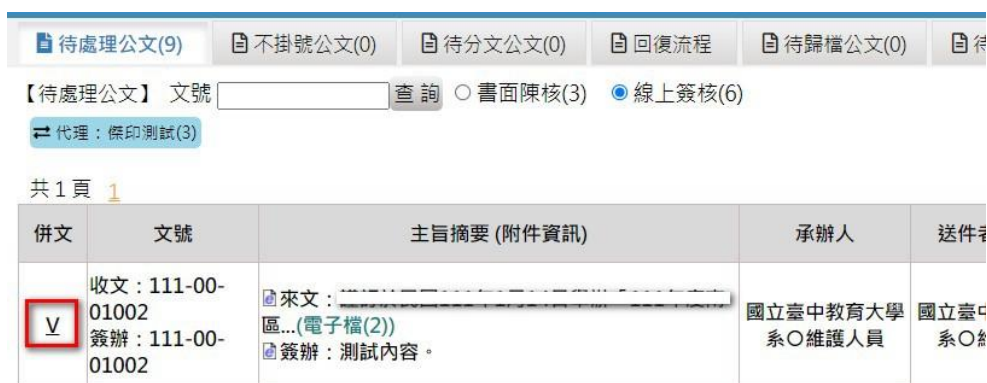 待處理公文(9) 不掛號公文(0) 待分文公文(0) 回復流程 待歸檔公文(0) 待
【待處理公文】 文號 查詢 書面陳核(3) 線上簽核(6)
代理：傑印測試(3)
共1頁 1
併文 文號 主旨摘要 (附件資訊) 承辦人 送件者
收文：111-00-
01002
簽辦：111-00-
01002
V
來文：
區...(電子檔(2))
簽辦：測試內容。
國立臺中教育大學
系○維護人員
國立臺中
系○維